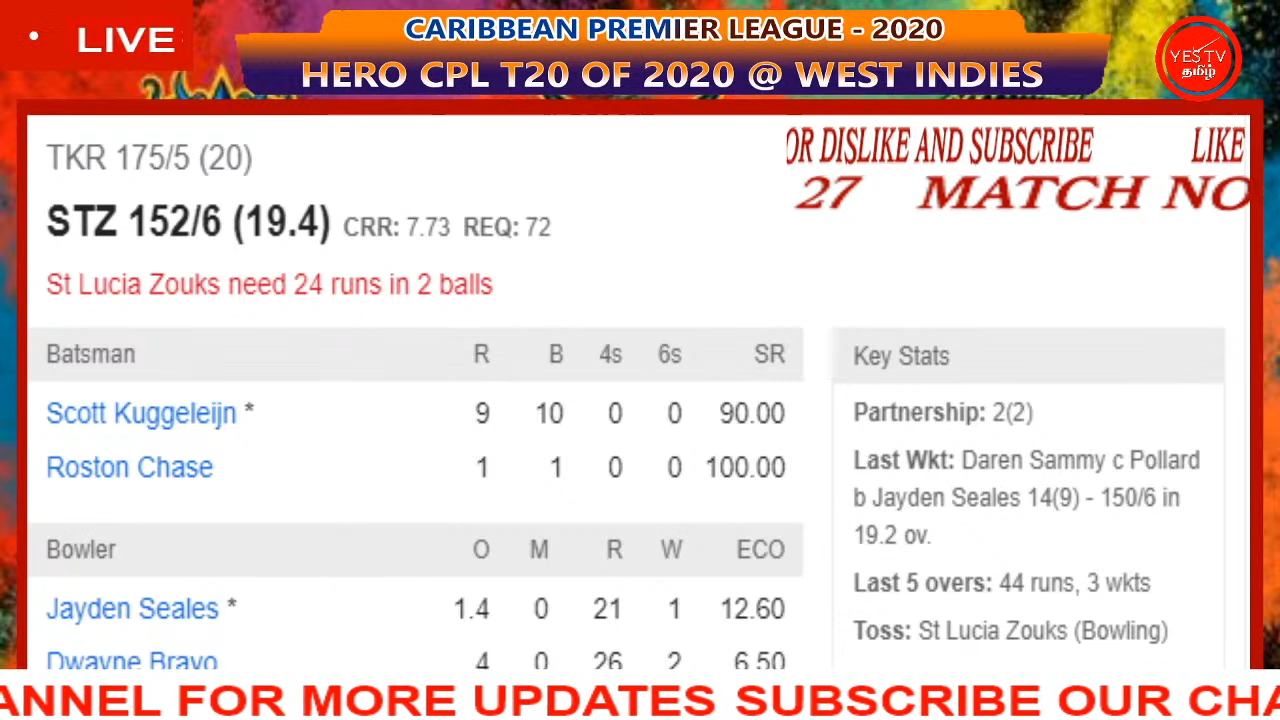 • LIVE
CARIBBEAN PREMIER LEAGUE - 2020
HERO CPL T20 OF 2020 @ WEST INDIES
YES TV
தமிழ்
TKR 175/5 (20)
OR DISLIKE AND SUBSCRIBE LIKE
27 MATCH NO
STZ 152/6 (19.4) CRR: 7.73 REQ: 72
St Lucia Zouks need 24 runs in 2 balls
Batsman R B 4s 6s SR
Scott Kuggeleijn * 9 10 0 0 90.00
Roston Chase 1 1 0 0 100.00
Bowler O M R W ECO
Jayden Seales * 1.4 0 21 1 12.60
Dwayne Bravo 4 0 26 2 6.50
Key Stats
Partnership: 2(2)
Last Wkt: Daren Sammy c Pollard
b Jayden Seales 14(9) - 150/6 in
19.2 ov.
Last 5 overs: 44 runs, 3 wkts
Toss: St Lucia Zouks (Bowling)
ANNEL FOR MORE UPDATES SUBSCRIBE OUR CHA